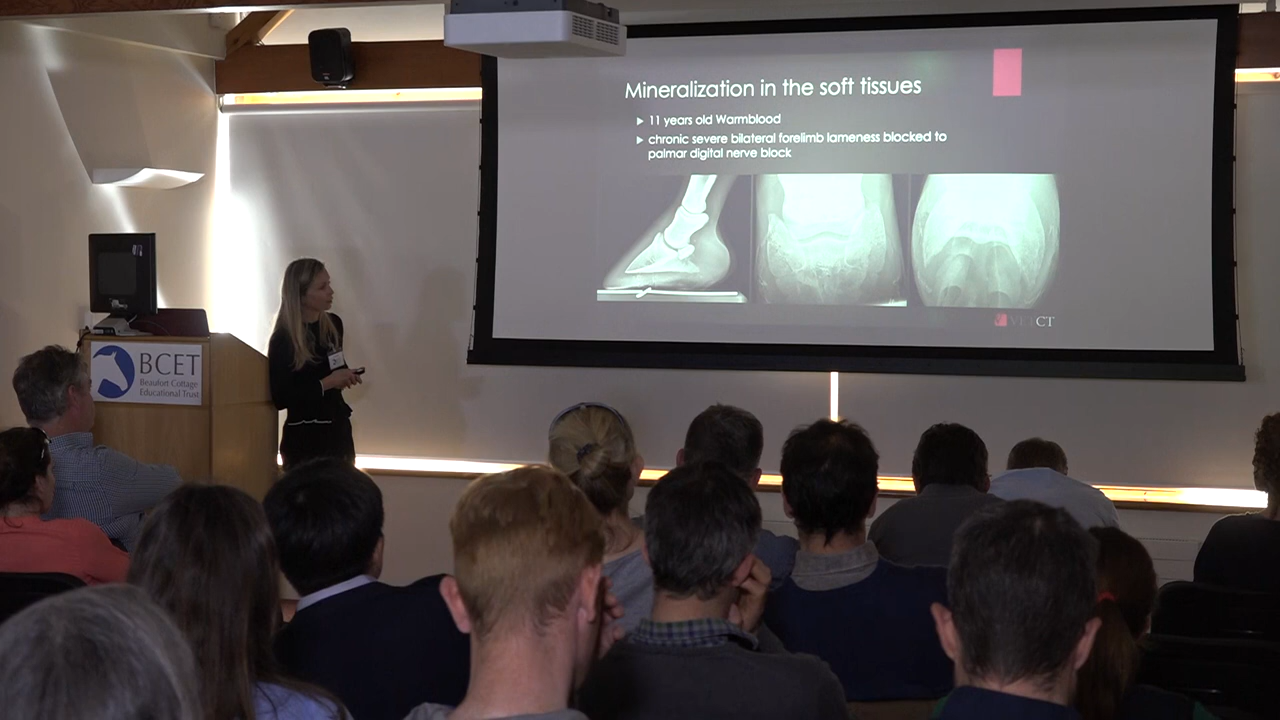 Mineralization in the soft tissues
11 years old Warmblood
chronic severe bilateral forelimb lameness blocked to
palmar digital nerve block
VETCT
BCET
Beaufort Cottage
Educational Trust